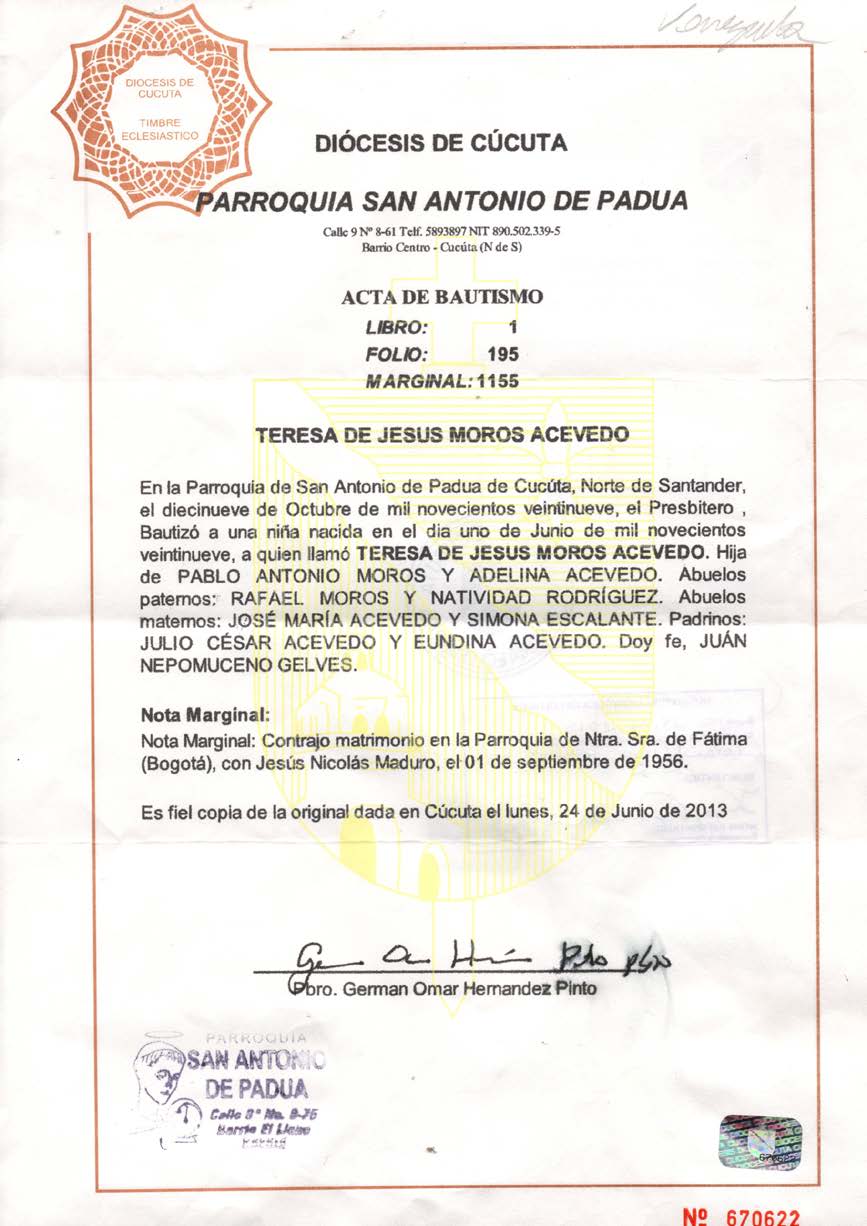 Venezuela
DIOCESIS DE
CUCUTA
TIMBRE
ECLESIASTICO
DIÓCESIS DE CÚCUTA
PARROQUIA SAN ANTONIO DE PADUA
Calle 9 Nº 8-61 Telf. 5893897 NIT 890.502.339-5
Barrio Centro - Cucúta (N de S)
ACTA DE BAUTISMO
LIBRO: 1
FOLIO: 195
MARGINAL: 1155
TERESA DE JESUS MOROS ACEVEDO
En la Parroquia de San Antonio de Padua de Cucúta, Norte de Santander,
el diecinueve de Octubre de mil novecientos veintinueve, el Presbitero ,
Bautizó a una niña nacida en el dia uno de Junio de mil novecientos
veintinueve, a quien llamó TERESA DE JESUS MOROS ACEVEDO. Hija
de PABLO ANTONIO MOROS Y ADELINA ACEVEDO. Abuelos
paternos: RAFAEL MOROS Y NATIVIDAD RODRÍGUEZ. Abuelos
maternos: JOSÉ MARÍA ACEVEDO Y SIMONA ESCALANTE. Padrinos:
JULIO CÉSAR ACEVEDO Y EUNDINA ACEVEDO. Doy fe, JUÁN
NEPOMUCENO GELVES.
Nota Marginal:
Nota Marginal: Contrajo matrimonio en la Parroquia de Ntra. Sra. de Fátima
(Bogotá), con Jesús Nicolás Maduro, el 01 de septiembre de 1956.
Es fiel copia de la original dada en Cúcuta el lunes, 24 de Junio de 2013
Pbro. German Omar Hernandez Pinto
PARROQUIA
SAN ANTONIO
DE PADUA
Calle
Barrio El Llano
Nº 670622